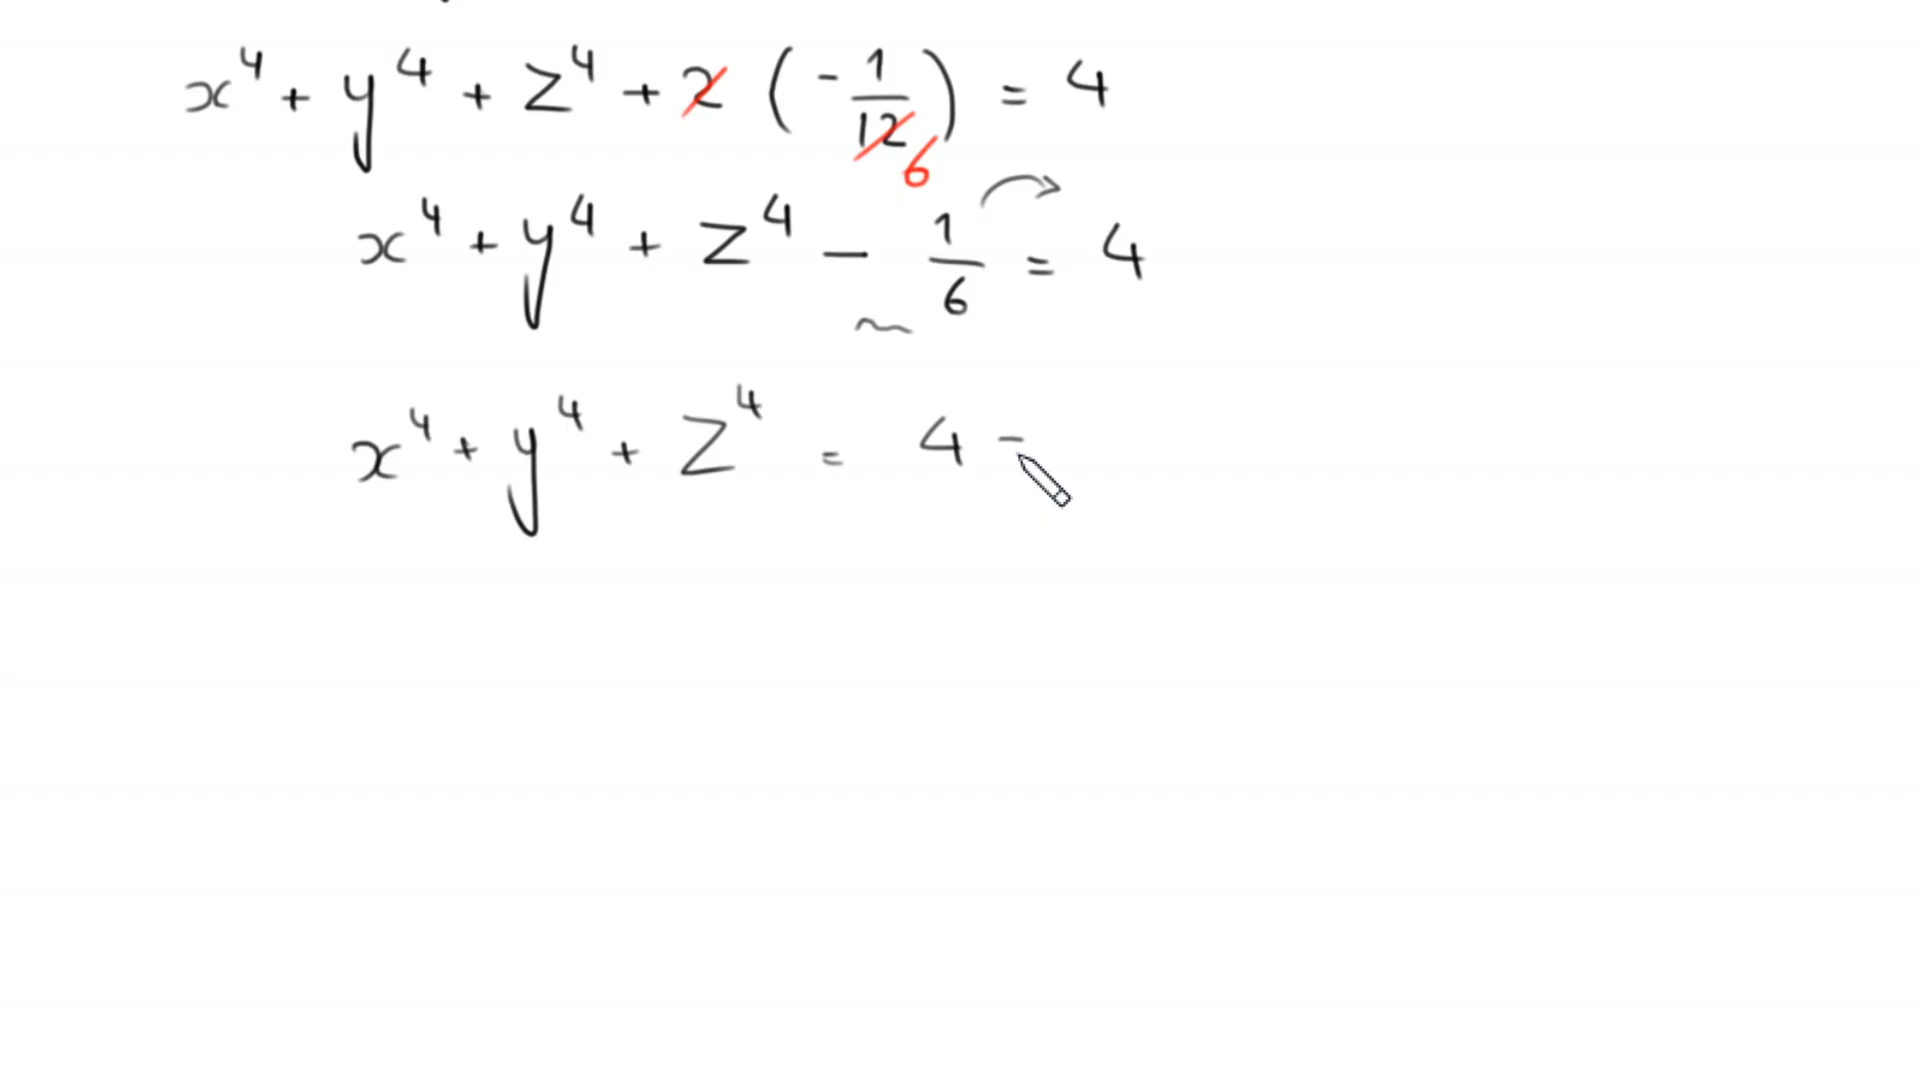 x⁴ + y⁴ + z⁴ + 2 (-1/12) = 4
6
x⁴ + y⁴ + z⁴ - 1/6 = 4
x⁴ + y⁴ + z⁴ = 4 -